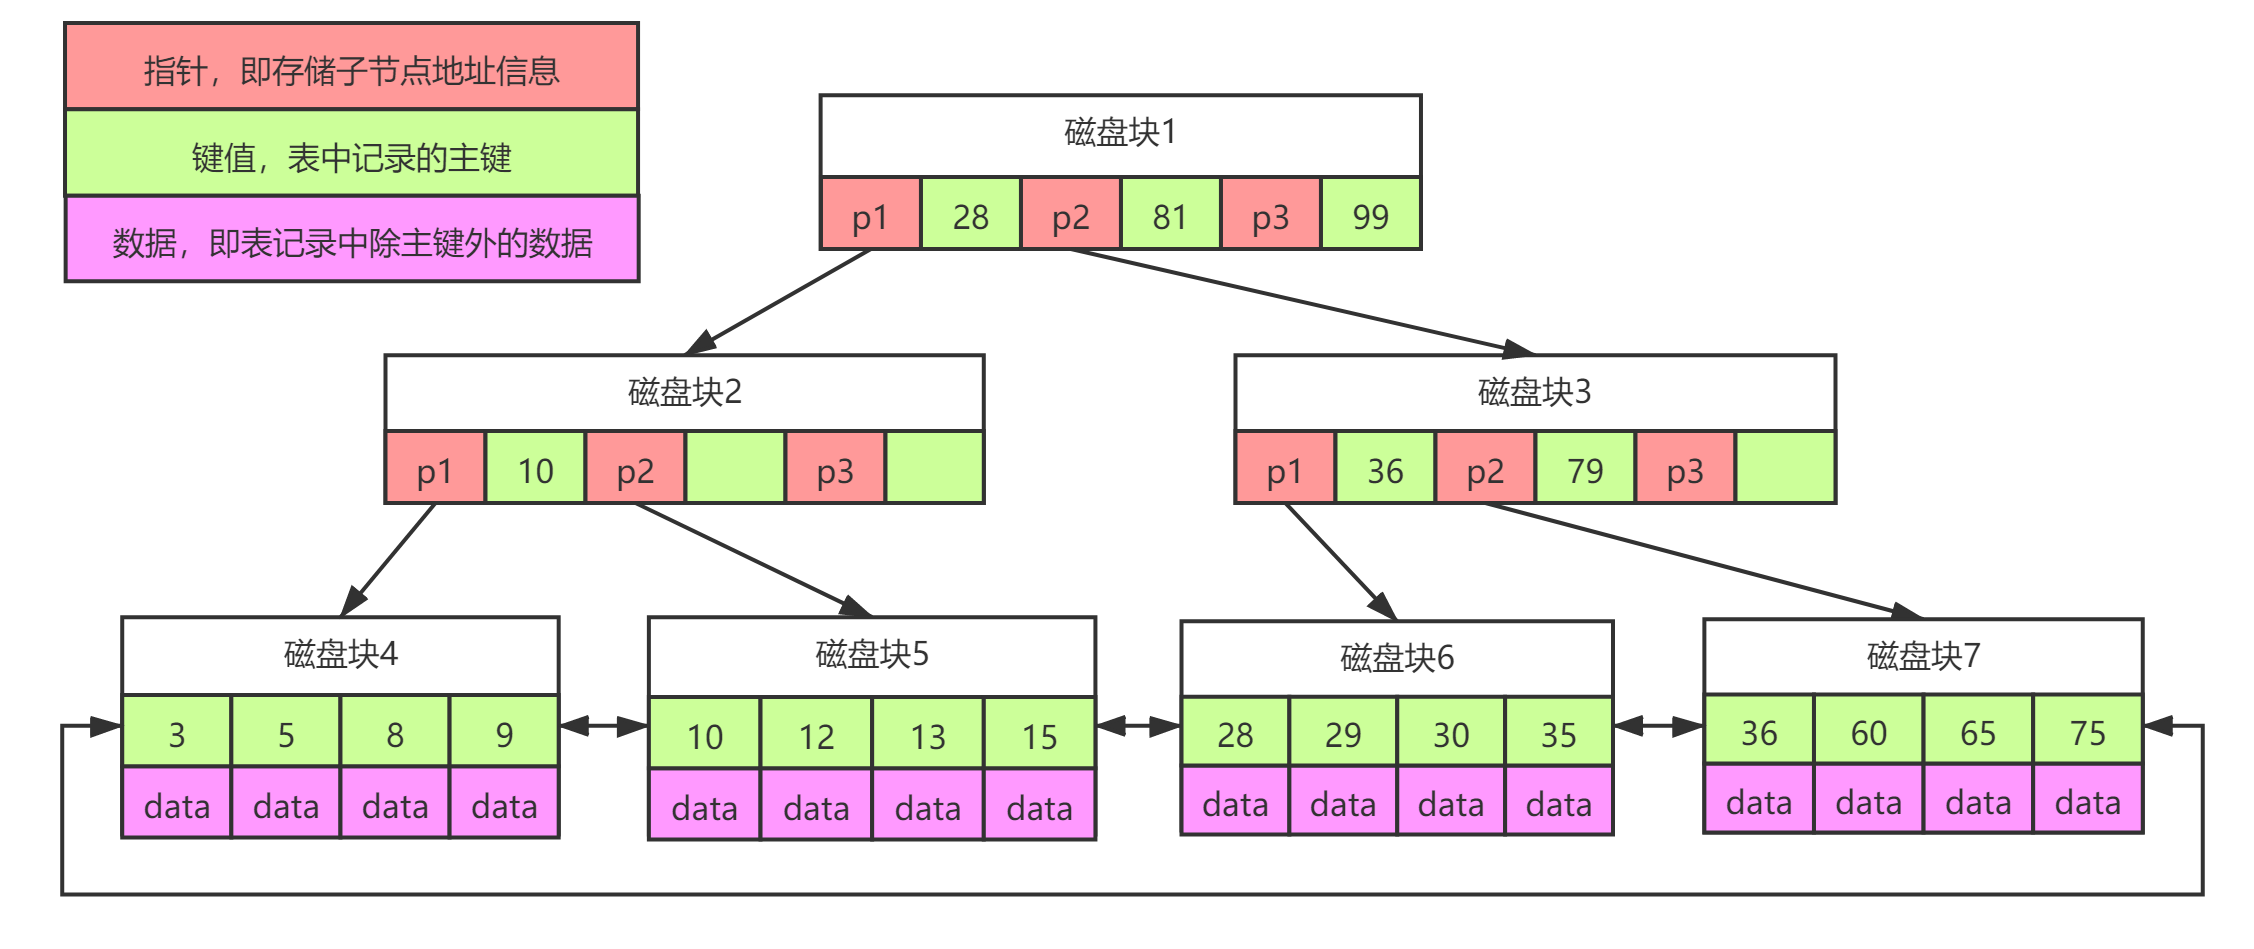 指针，即存储子节点地址信息
键值，表中记录的主键
数据，即表记录中除主键外的数据
磁盘块1
p1 28 p2 81 p3 99
磁盘块2
p1 10 p2 p3
磁盘块3
p1 36 p2 79 p3
磁盘块4
3 5 8 9
data data data data
磁盘块5
10 12 13 15
data data data data
磁盘块6
28 29 30 35
data data data data
磁盘块7
36 60 65 75
data data data data